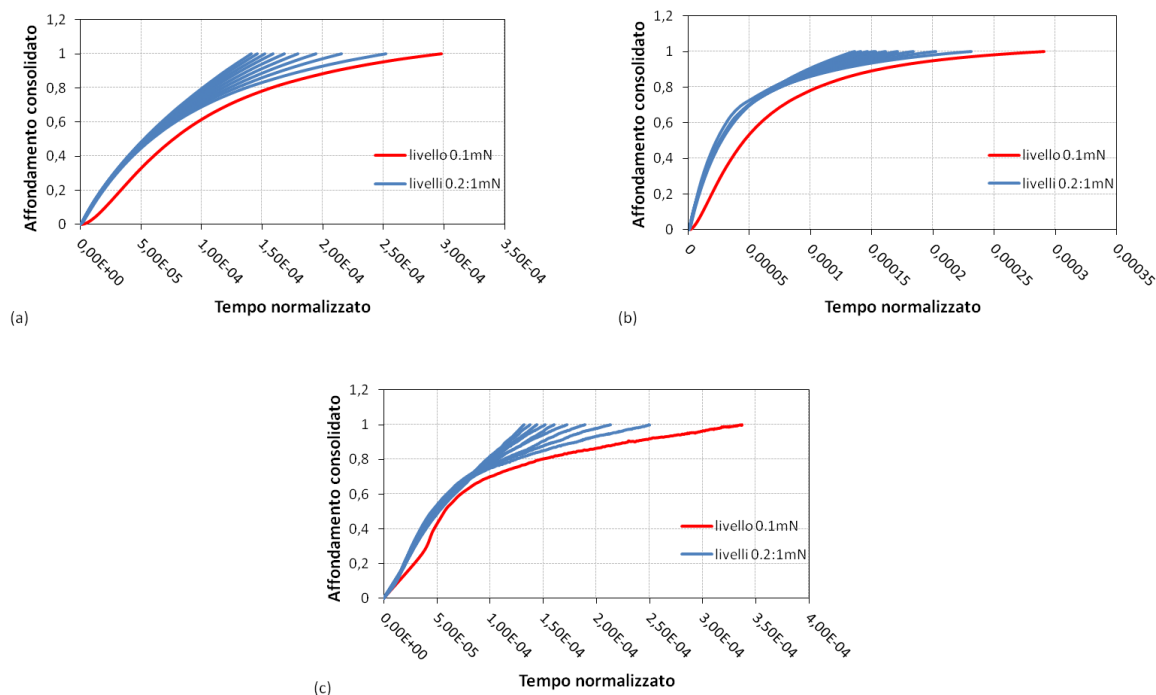 1,2
1
0,8
0,6
0,4
0,2
0
Affondamento consolidato
livello 0.1mN
livelli 0.2:1mN
0,00E+00
5,00E-05
1,00E-04
1,50E-04
2,00E-04
2,50E-04
3,00E-04
3,50E-04
Tempo normalizzato
(a)
1,2
1
0,8
0,6
0,4
0,2
0
Affondamento consolidato
livello 0.1mN
livelli 0.2:1mN
0
0,00005
0,0001
0,00015
0,0002
0,00025
0,0003
0,00035
Tempo normalizzato
(b)
1,2
1
0,8
0,6
0,4
0,2
0
Affondamento consolidato
livello 0.1mN
livelli 0.2:1mN
0,00E+00
5,00E-05
1,00E-04
1,50E-04
2,00E-04
2,50E-04
3,00E-04
3,50E-04
4,00E-04
Tempo normalizzato
(c)